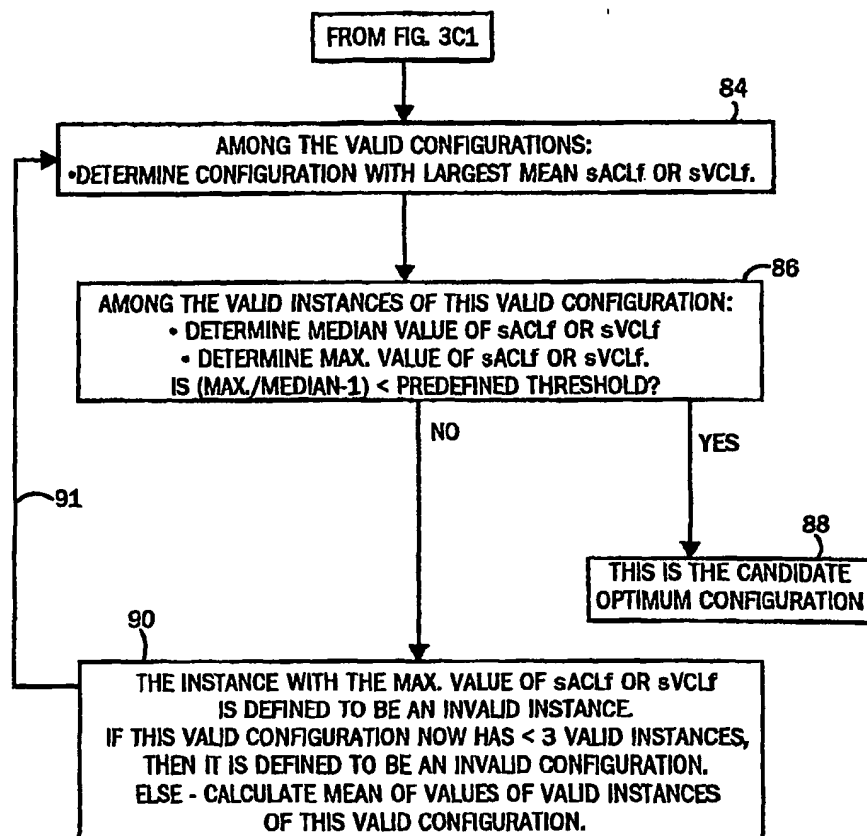 FROM FIG. 3C1
84
AMONG THE VALID CONFIGURATIONS:
•DETERMINE CONFIGURATION WITH LARGEST MEAN sACLf OR sVCLf.
86
AMONG THE VALID INSTANCES OF THIS VALID CONFIGURATION:
• DETERMINE MEDIAN VALUE OF sACLf OR sVCLf
• DETERMINE MAX. VALUE OF sACLf OR sVCLf.
IS (MAX./MEDIAN-1) < PREDEFINED THRESHOLD?
NO
YES
91
88
THIS IS THE CANDIDATE
OPTIMUM CONFIGURATION
90
THE INSTANCE WITH THE MAX. VALUE OF sACLf OR sVCLf
IS DEFINED TO BE AN INVALID INSTANCE.
IF THIS VALID CONFIGURATION NOW HAS < 3 VALID INSTANCES,
THEN IT IS DEFINED TO BE AN INVALID CONFIGURATION.
ELSE - CALCULATE MEAN OF VALUES OF VALID INSTANCES
OF THIS VALID CONFIGURATION.